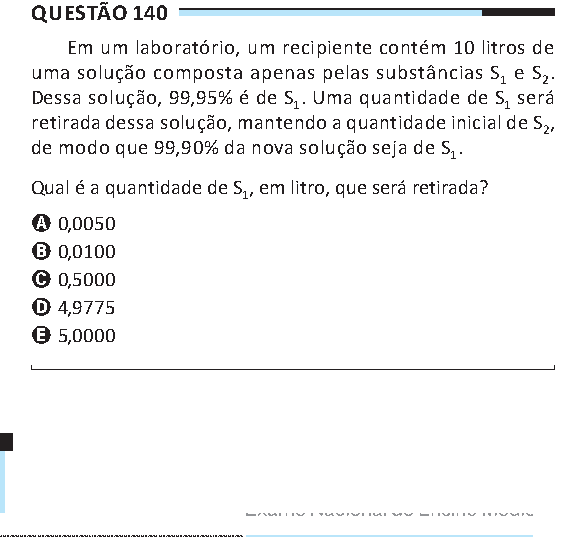 QUESTÃO 140
Em um laboratório, um recipiente contém 10 litros de
uma solução composta apenas pelas substâncias S₁ e S₂.
Dessa solução, 99,95% é de S₁. Uma quantidade de S₁ será
retirada dessa solução, mantendo a quantidade inicial de S₂,
de modo que 99,90% da nova solução seja de S₁.
Qual é a quantidade de S₁, em litro, que será retirada?
A 0,0050
B 0,0100
C 0,5000
D 4,9775
E 5,0000